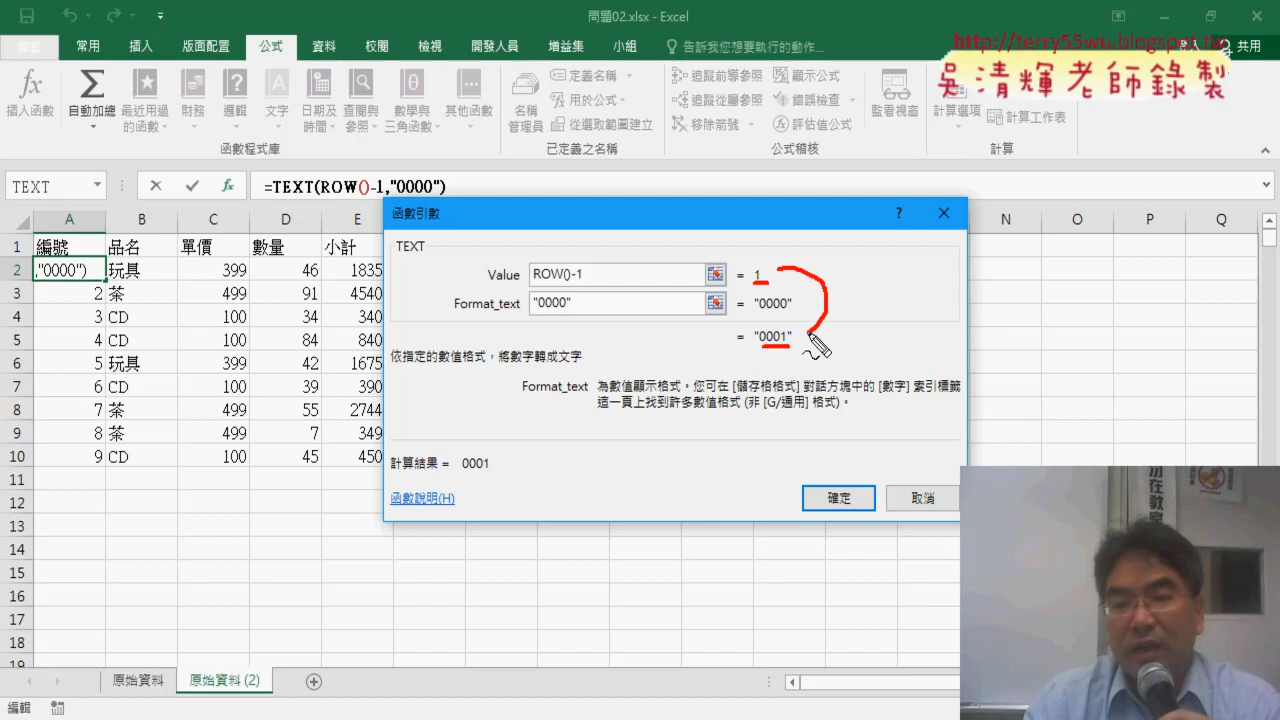 問題02.xlsx - Excel
常用 插入 版面配置 公式 資料 校閱 檢視 開發人員 增益集 小組 告訴我您想要執行的動作... 共用
http://terry55wu.blogspot.tw
吳清輝老師錄製
插入函數 自動加總 最近用過的函數 財務 邏輯 文字 日期及時間 查閱與參照 數學與三角函數 其他函數
名稱管理員 定義名稱 用於公式 從選取範圍建立
追蹤前導參照 追蹤從屬參照 移除箭號 顯示公式 錯誤檢查 評估值公式 監看視窗 計算選項 計算工作表
函數程式庫 已定義之名稱 公式稽核 計算
TEXT fx =TEXT(ROW()-1,"0000")
A B C D E N O P Q
1 編號 品名 單價 數量 小計
2 ."0000") 玩具 399 46 1835
3 2 茶 499 91 4540
4 3 CD 100 34 340
5 4 CD 100 84 840
6 5 玩具 399 42 1675
7 6 CD 100 39 390
8 7 茶 499 55 2744
9 8 茶 499 7 349
10 9 CD 100 45 450
11
12
13
14
15
16
17
18
19
函數引數 ?
TEXT
Value ROW()-1 = 1
Format_text "0000" = "0000"
= "0001"
依指定的數值格式，將數字轉成文字
Format_text 為數值顯示格式。您可在 [儲存格格式] 對話方塊中的 [數字] 索引標籤
這一頁上找到許多數值格式 (非 [G/通用] 格式)。
計算結果 = 0001
函數說明(H) 確定 取消
原始資料 原始資料 (2)
編輯